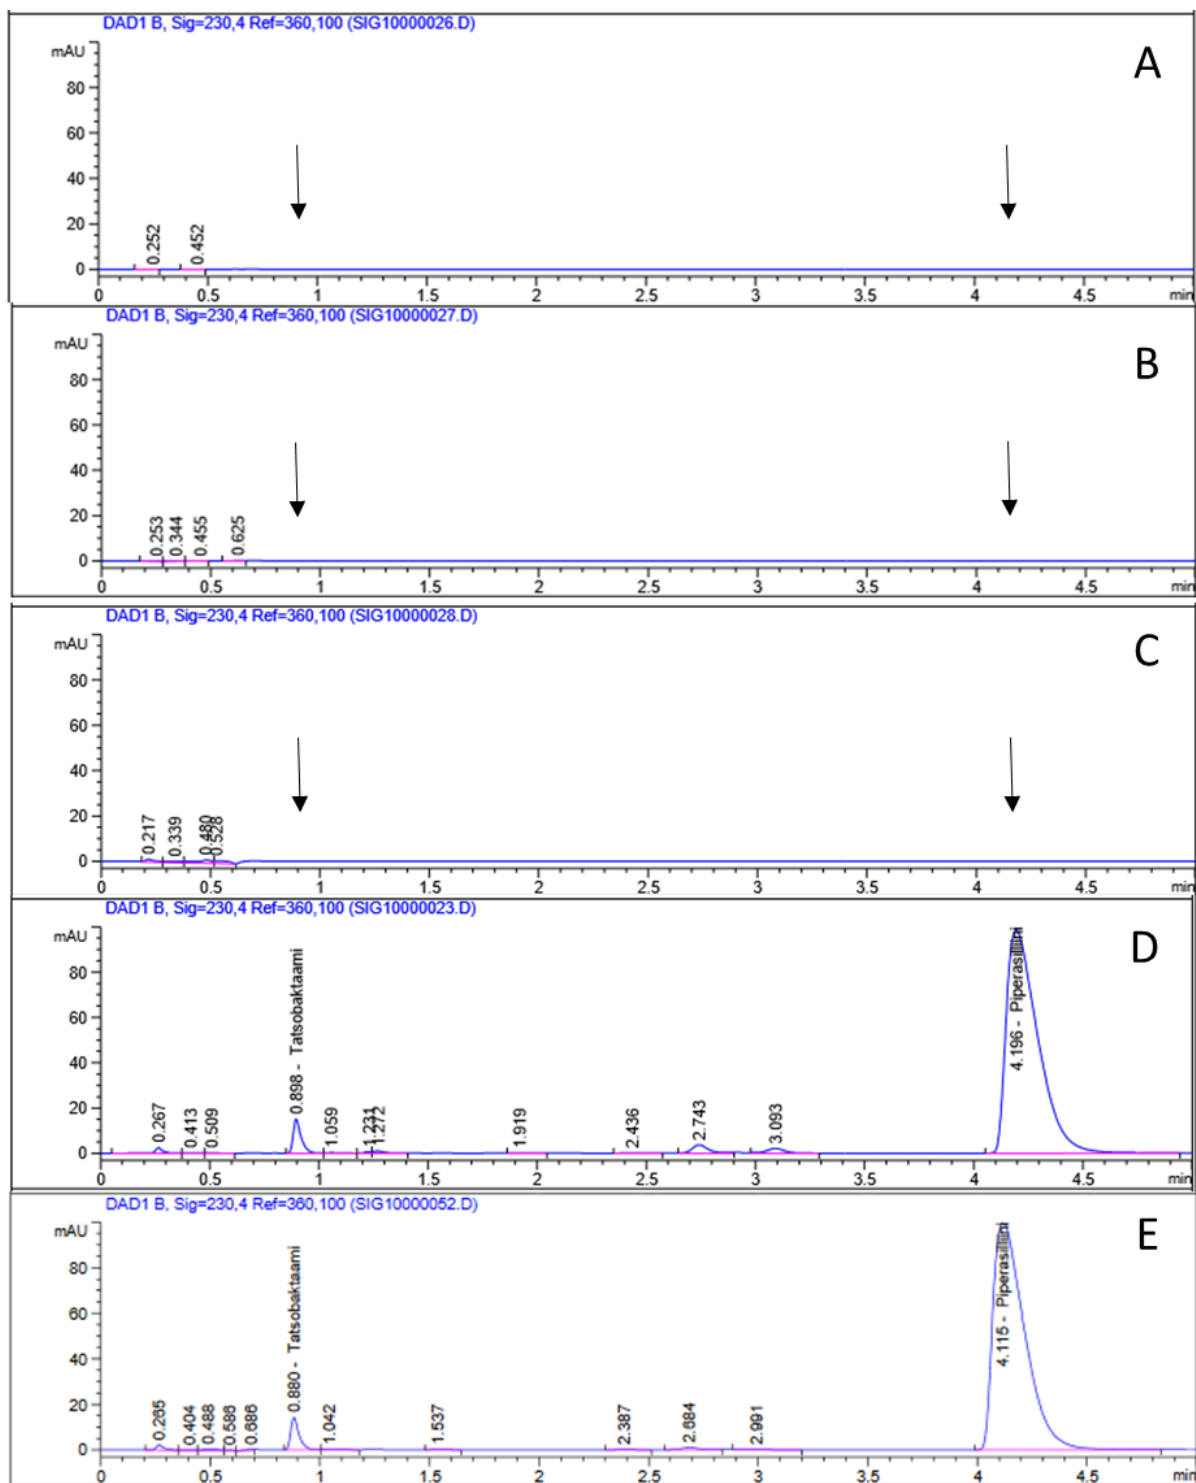 DAD1 B, Sig=230,4 Ref=360,100 (SIG10000026.D)
mAU
A
80
60
40
20
0
0.252
0.452
0 0.5 1 1.5 2 2.5 3 3.5 4 4.5 min
DAD1 B, Sig=230,4 Ref=360,100 (SIG10000027.D)
mAU
B
80
60
40
20
0
0.253
0.344
0.455
0.625
0 0.5 1 1.5 2 2.5 3 3.5 4 4.5 min
DAD1 B, Sig=230,4 Ref=360,100 (SIG10000028.D)
mAU
C
80
60
40
20
0
0.217
0.339
0.480
0.528
0 0.5 1 1.5 2 2.5 3 3.5 4 4.5 min
DAD1 B, Sig=230,4 Ref=360,100 (SIG10000023.D)
mAU
D
80
60
40
20
0
0.267
0.413
0.509
0.898 - Tatsobaktaami
1.059
1.231
1.272
1.919
2.436
2.743
3.093
4.196 - Piperasilliini
0 0.5 1 1.5 2 2.5 3 3.5 4 4.5 min
DAD1 B, Sig=230,4 Ref=360,100 (SIG10000052.D)
mAU
E
80
60
40
20
0
0.265
0.404
0.488
0.586
0.686
0.880 - Tatsobaktaami
1.042
1.537
2.387
2.684
2.991
4.115 - Piperasilliini
0 0.5 1 1.5 2 2.5 3 3.5 4 4.5 min